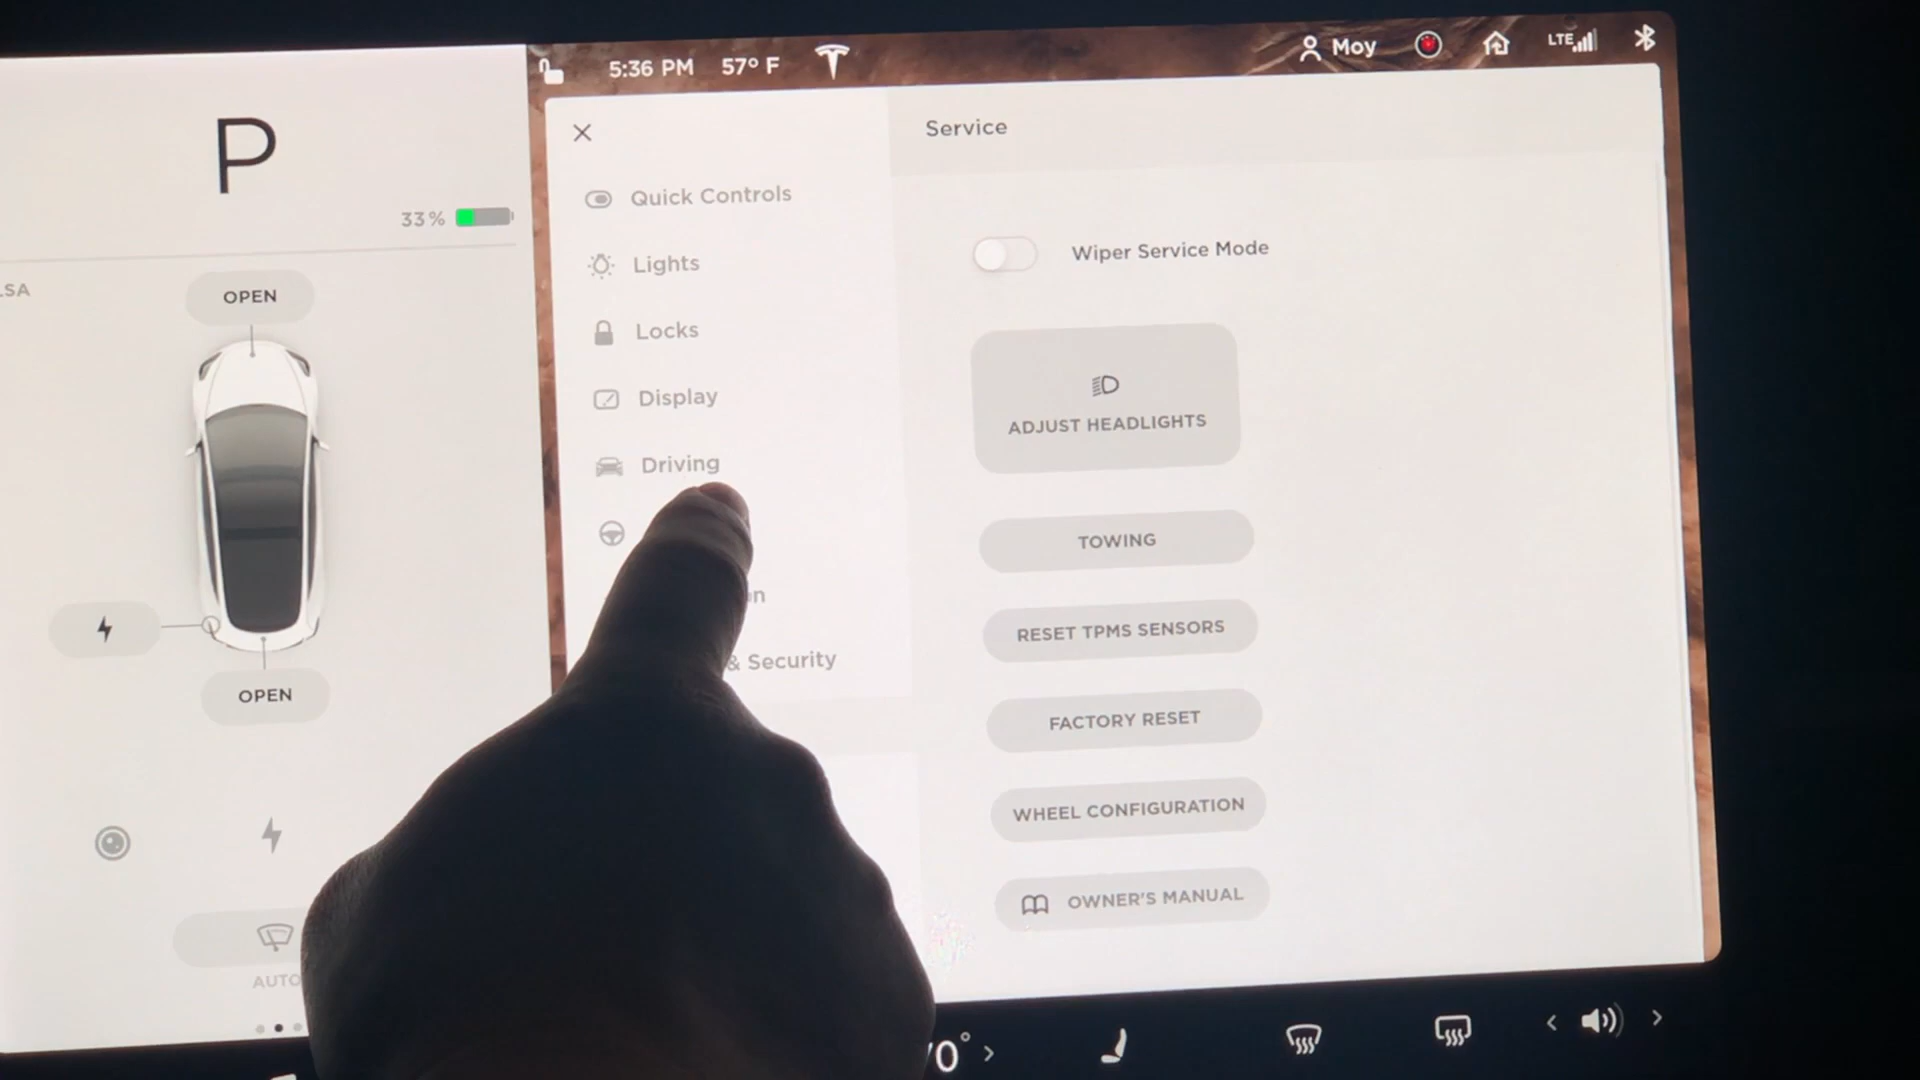 5:36 PM 57° F
Moy
LTE
P
33%
LSA
OPEN
OPEN
AUTO
Quick Controls
Lights
Locks
Display
Driving
& Security
Service
Wiper Service Mode
ADJUST HEADLIGHTS
TOWING
RESET TPMS SENSORS
FACTORY RESET
WHEEL CONFIGURATION
OWNER'S MANUAL